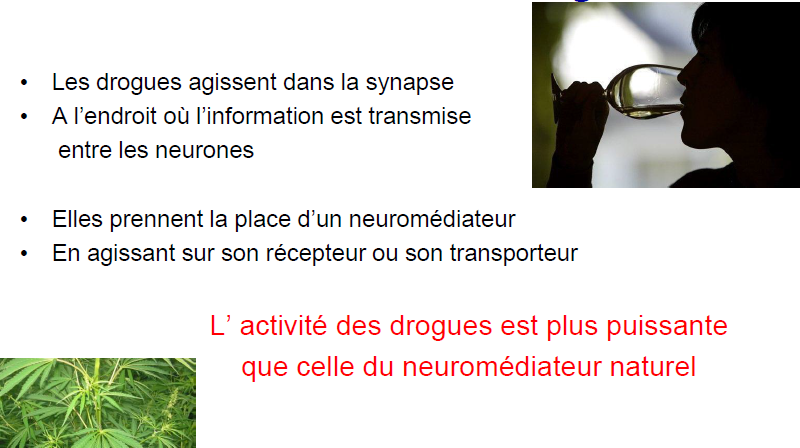 • Les drogues agissent dans la synapse
• A l’endroit où l’information est transmise
entre les neurones
• Elles prennent la place d’un neuromédiateur
• En agissant sur son récepteur ou son transporteur
L’ activité des drogues est plus puissante
que celle du neuromédiateur naturel